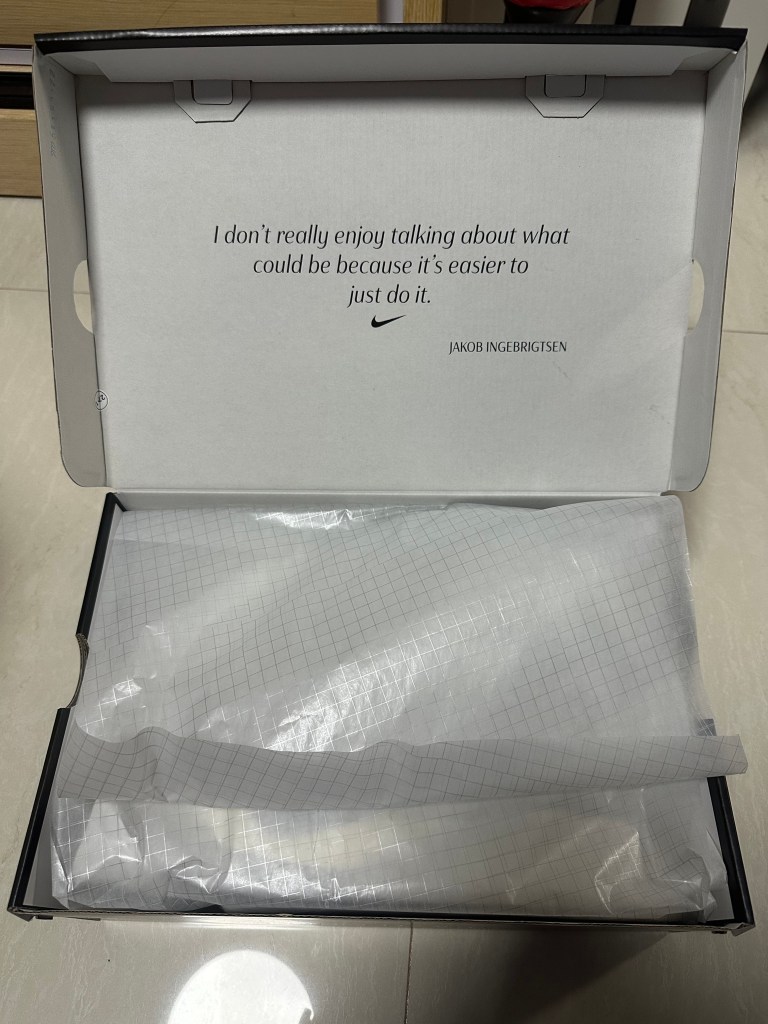 I don't really enjoy talking about what
could be because it's easier to
just do it.
JAKOB INGEBRIGTSEN